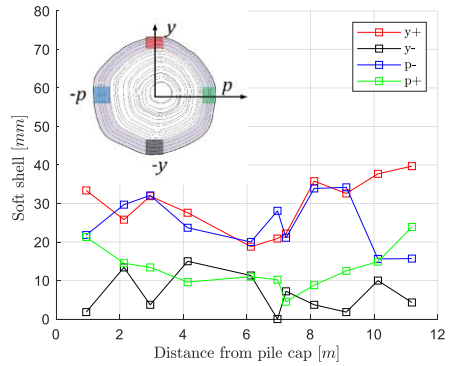 80
70
60
50
40
30
20
10
0
Soft shell [mm]
y
-p
p
-y
y+
y-
p-
p+
0 2 4 6 8 10 12
Distance from pile cap [m]